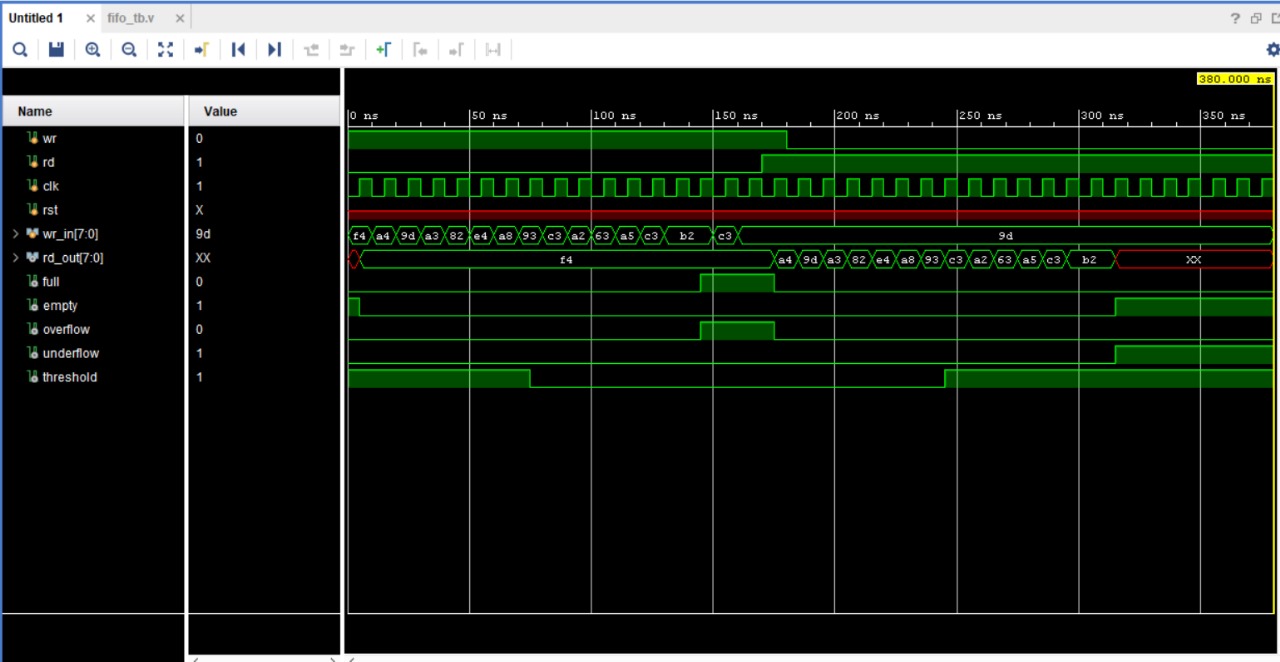 Untitled 1 × fifo_tb.v ×
?
380.000 ns
Name Value
0 ns 50 ns 100 ns 150 ns 200 ns 250 ns 300 ns 350 ns
wr 0
rd 1
clk 1
rst X
wr_in[7:0] 9d f4 a4 9d a3 82 e4 a8 93 c3 a2 63 a5 c3 b2 c3 9d
rd_out[7:0] XX f4 a4 9d a3 82 e4 a8 93 c3 a2 63 a5 c3 b2 XX
full 0
empty 1
overflow 0
underflow 1
threshold 1